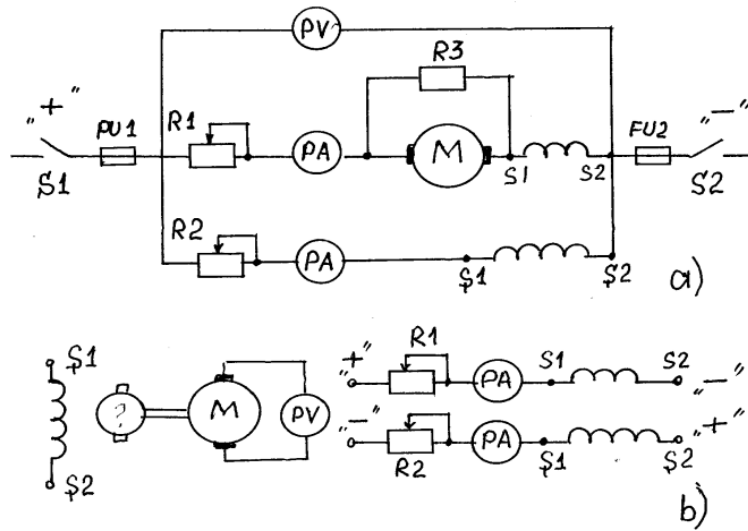 PV
R3
"+"
PU1
R1
PA
M
S1
S2
FU2
"—"
S1
S2
R2
PA
Ş1
Ş2
a)
Ş1
?
M
PV
Ş2
"+"
R1
PA
S1
S2
"—"
"—"
R2
PA
Ş1
Ş2
"+"
b)